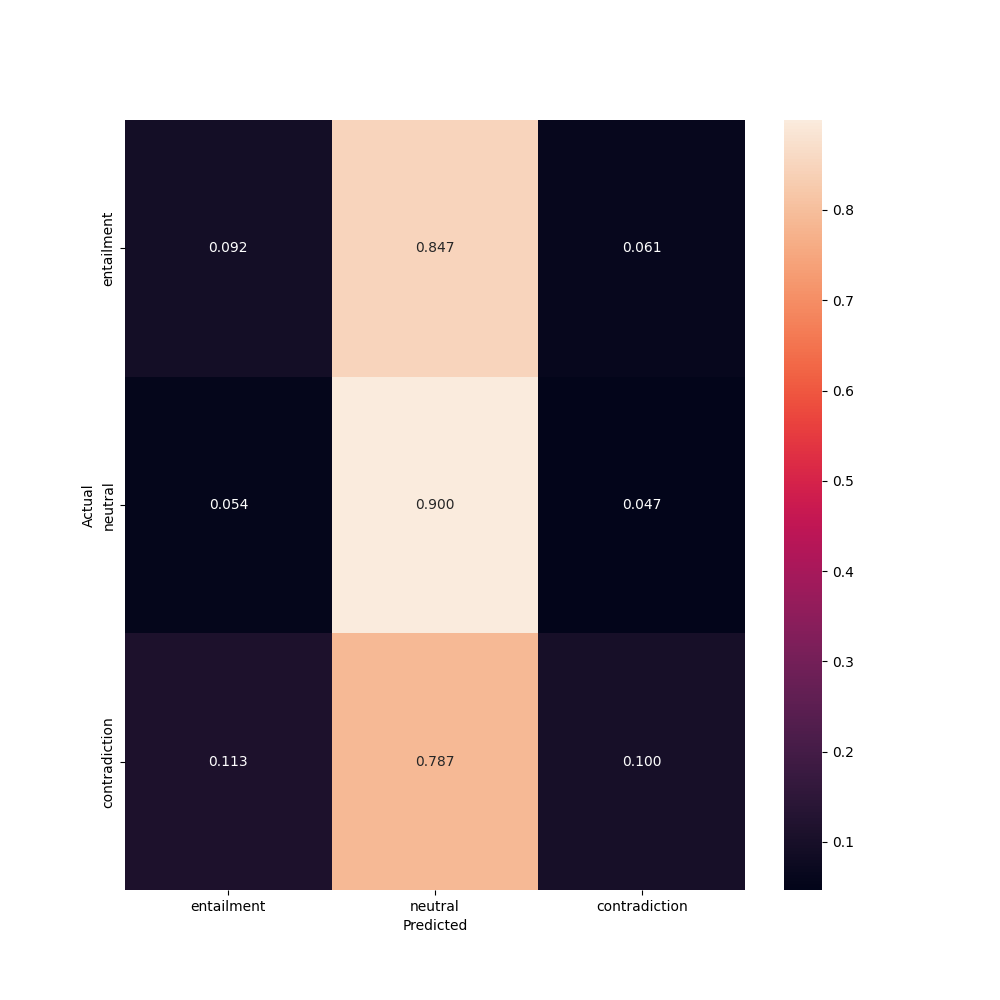 entailment
0.092 0.847 0.061
Actual
neutral
0.054 0.900 0.047
contradiction
0.113 0.787 0.100
entailment neutral contradiction
Predicted
0.8
0.7
0.6
0.5
0.4
0.3
0.2
0.1